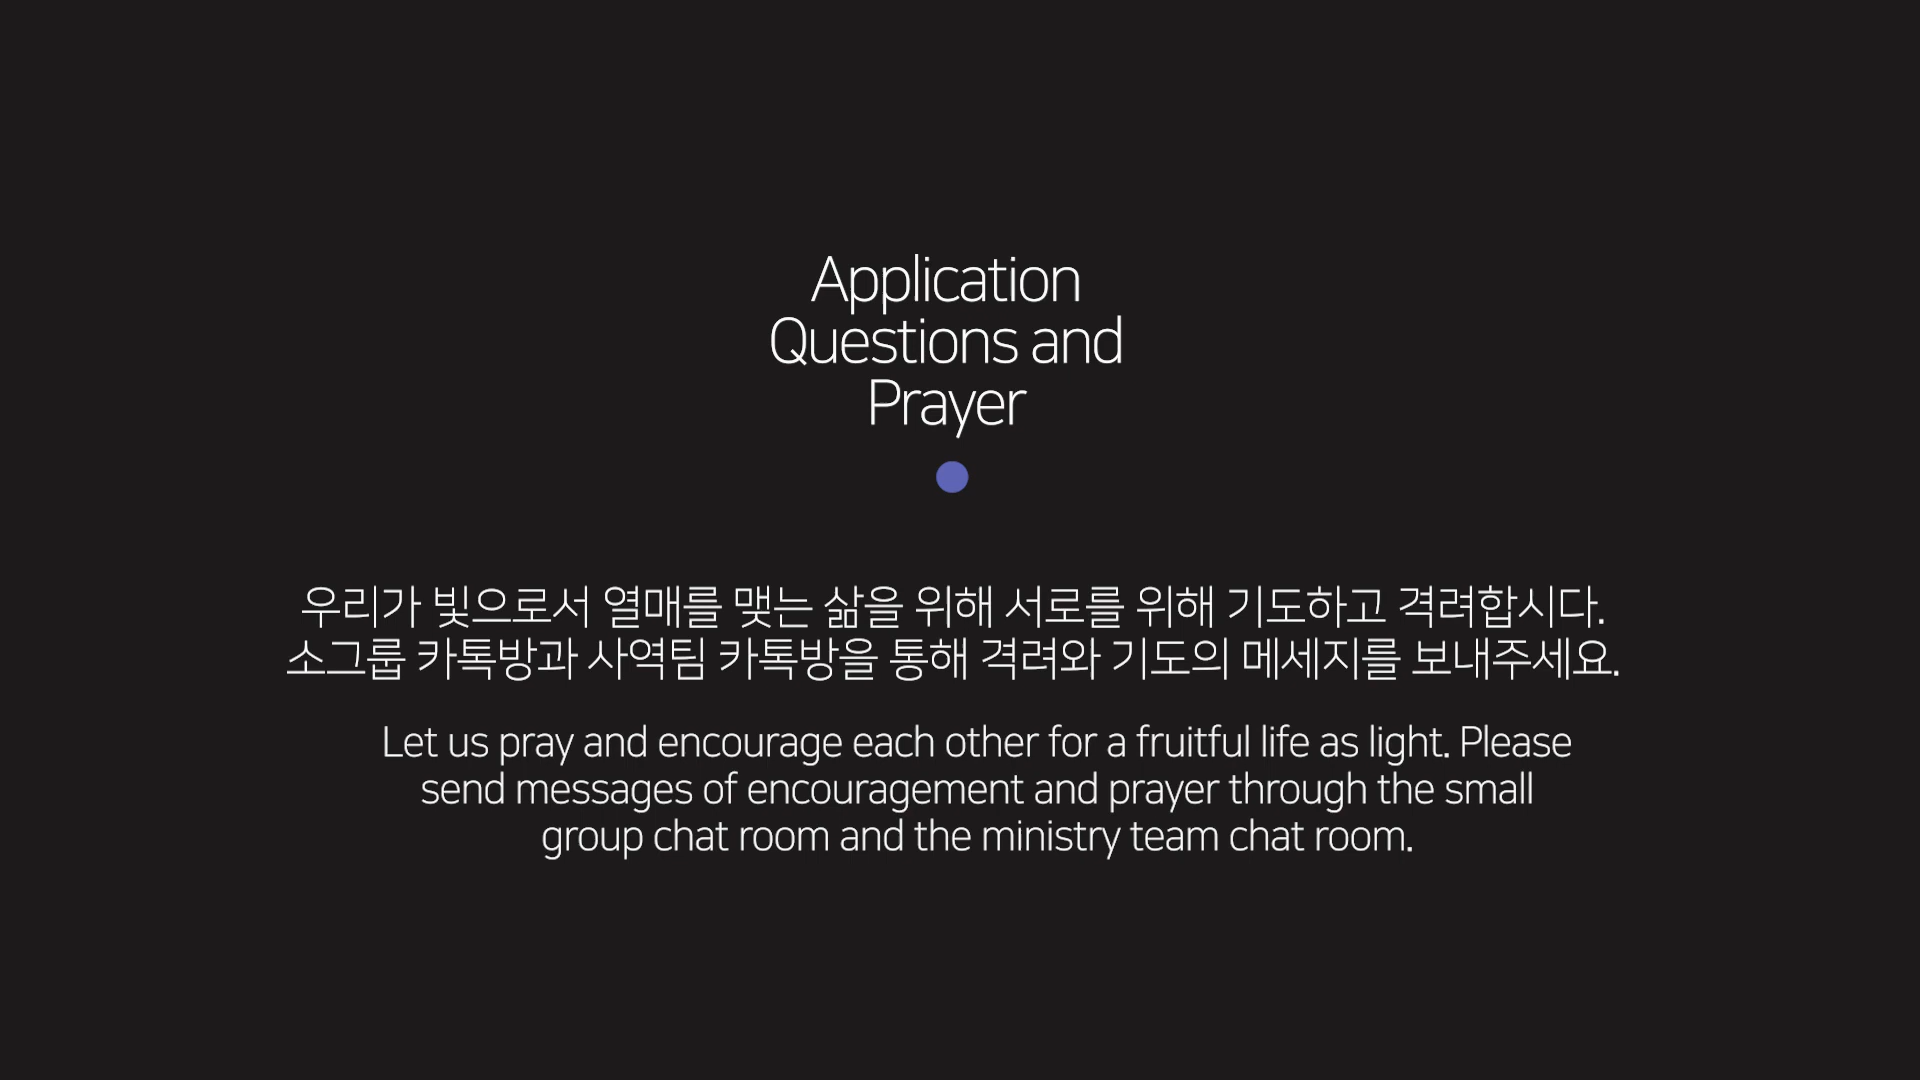 Application
Questions and
Prayer
우리가 빛으로서 열매를 맺는 삶을 위해 서로를 위해 기도하고 격려합시다.
소그룹 카톡방과 사역팀 카톡방을 통해 격려와 기도의 메세지를 보내주세요.
Let us pray and encourage each other for a fruitful life as light. Please
send messages of encouragement and prayer through the small
group chat room and the ministry team chat room.